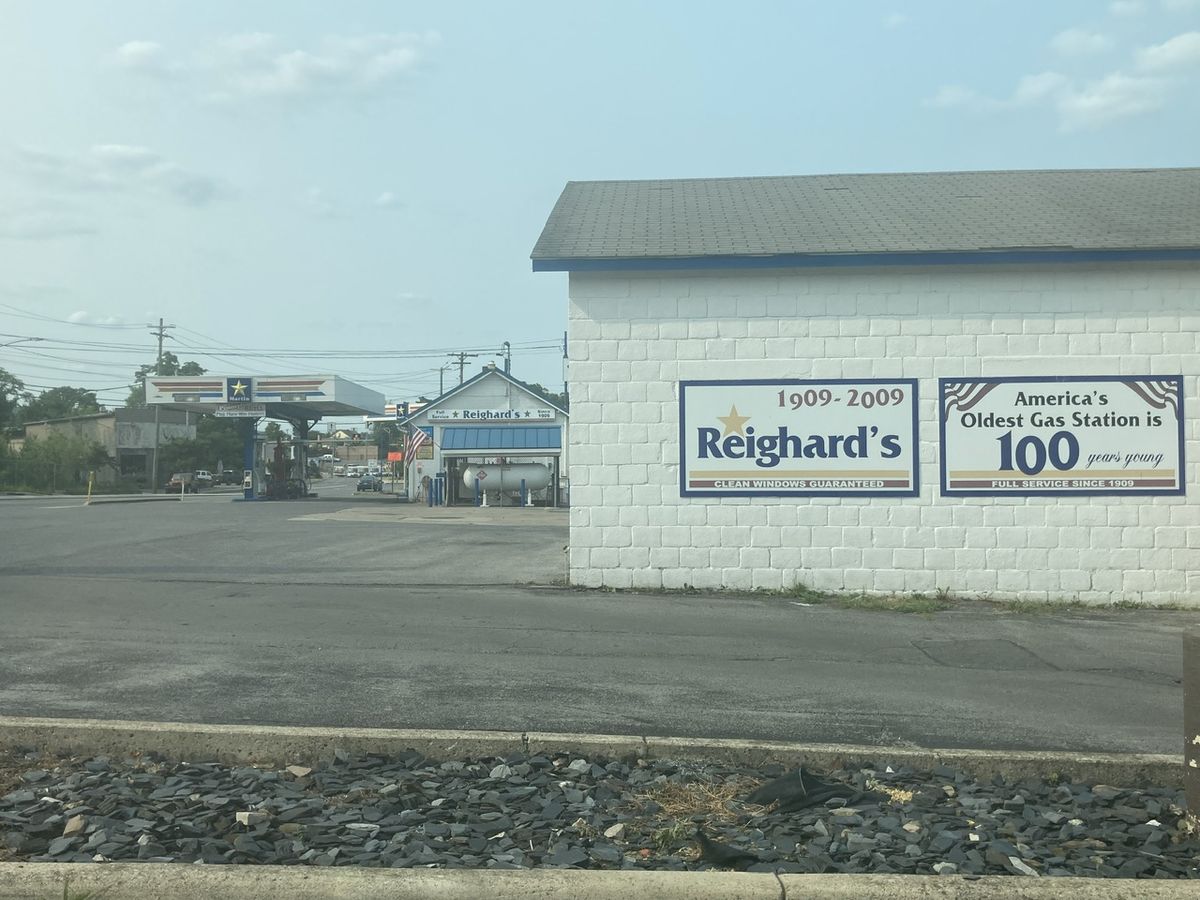 Martin
Full
Service
Reighard's
Since
1909
1909-2009
Reighard's
CLEAN WINDOWS GUARANTEED
America's
Oldest Gas Station is
100 years young
FULL SERVICE SINCE 1909